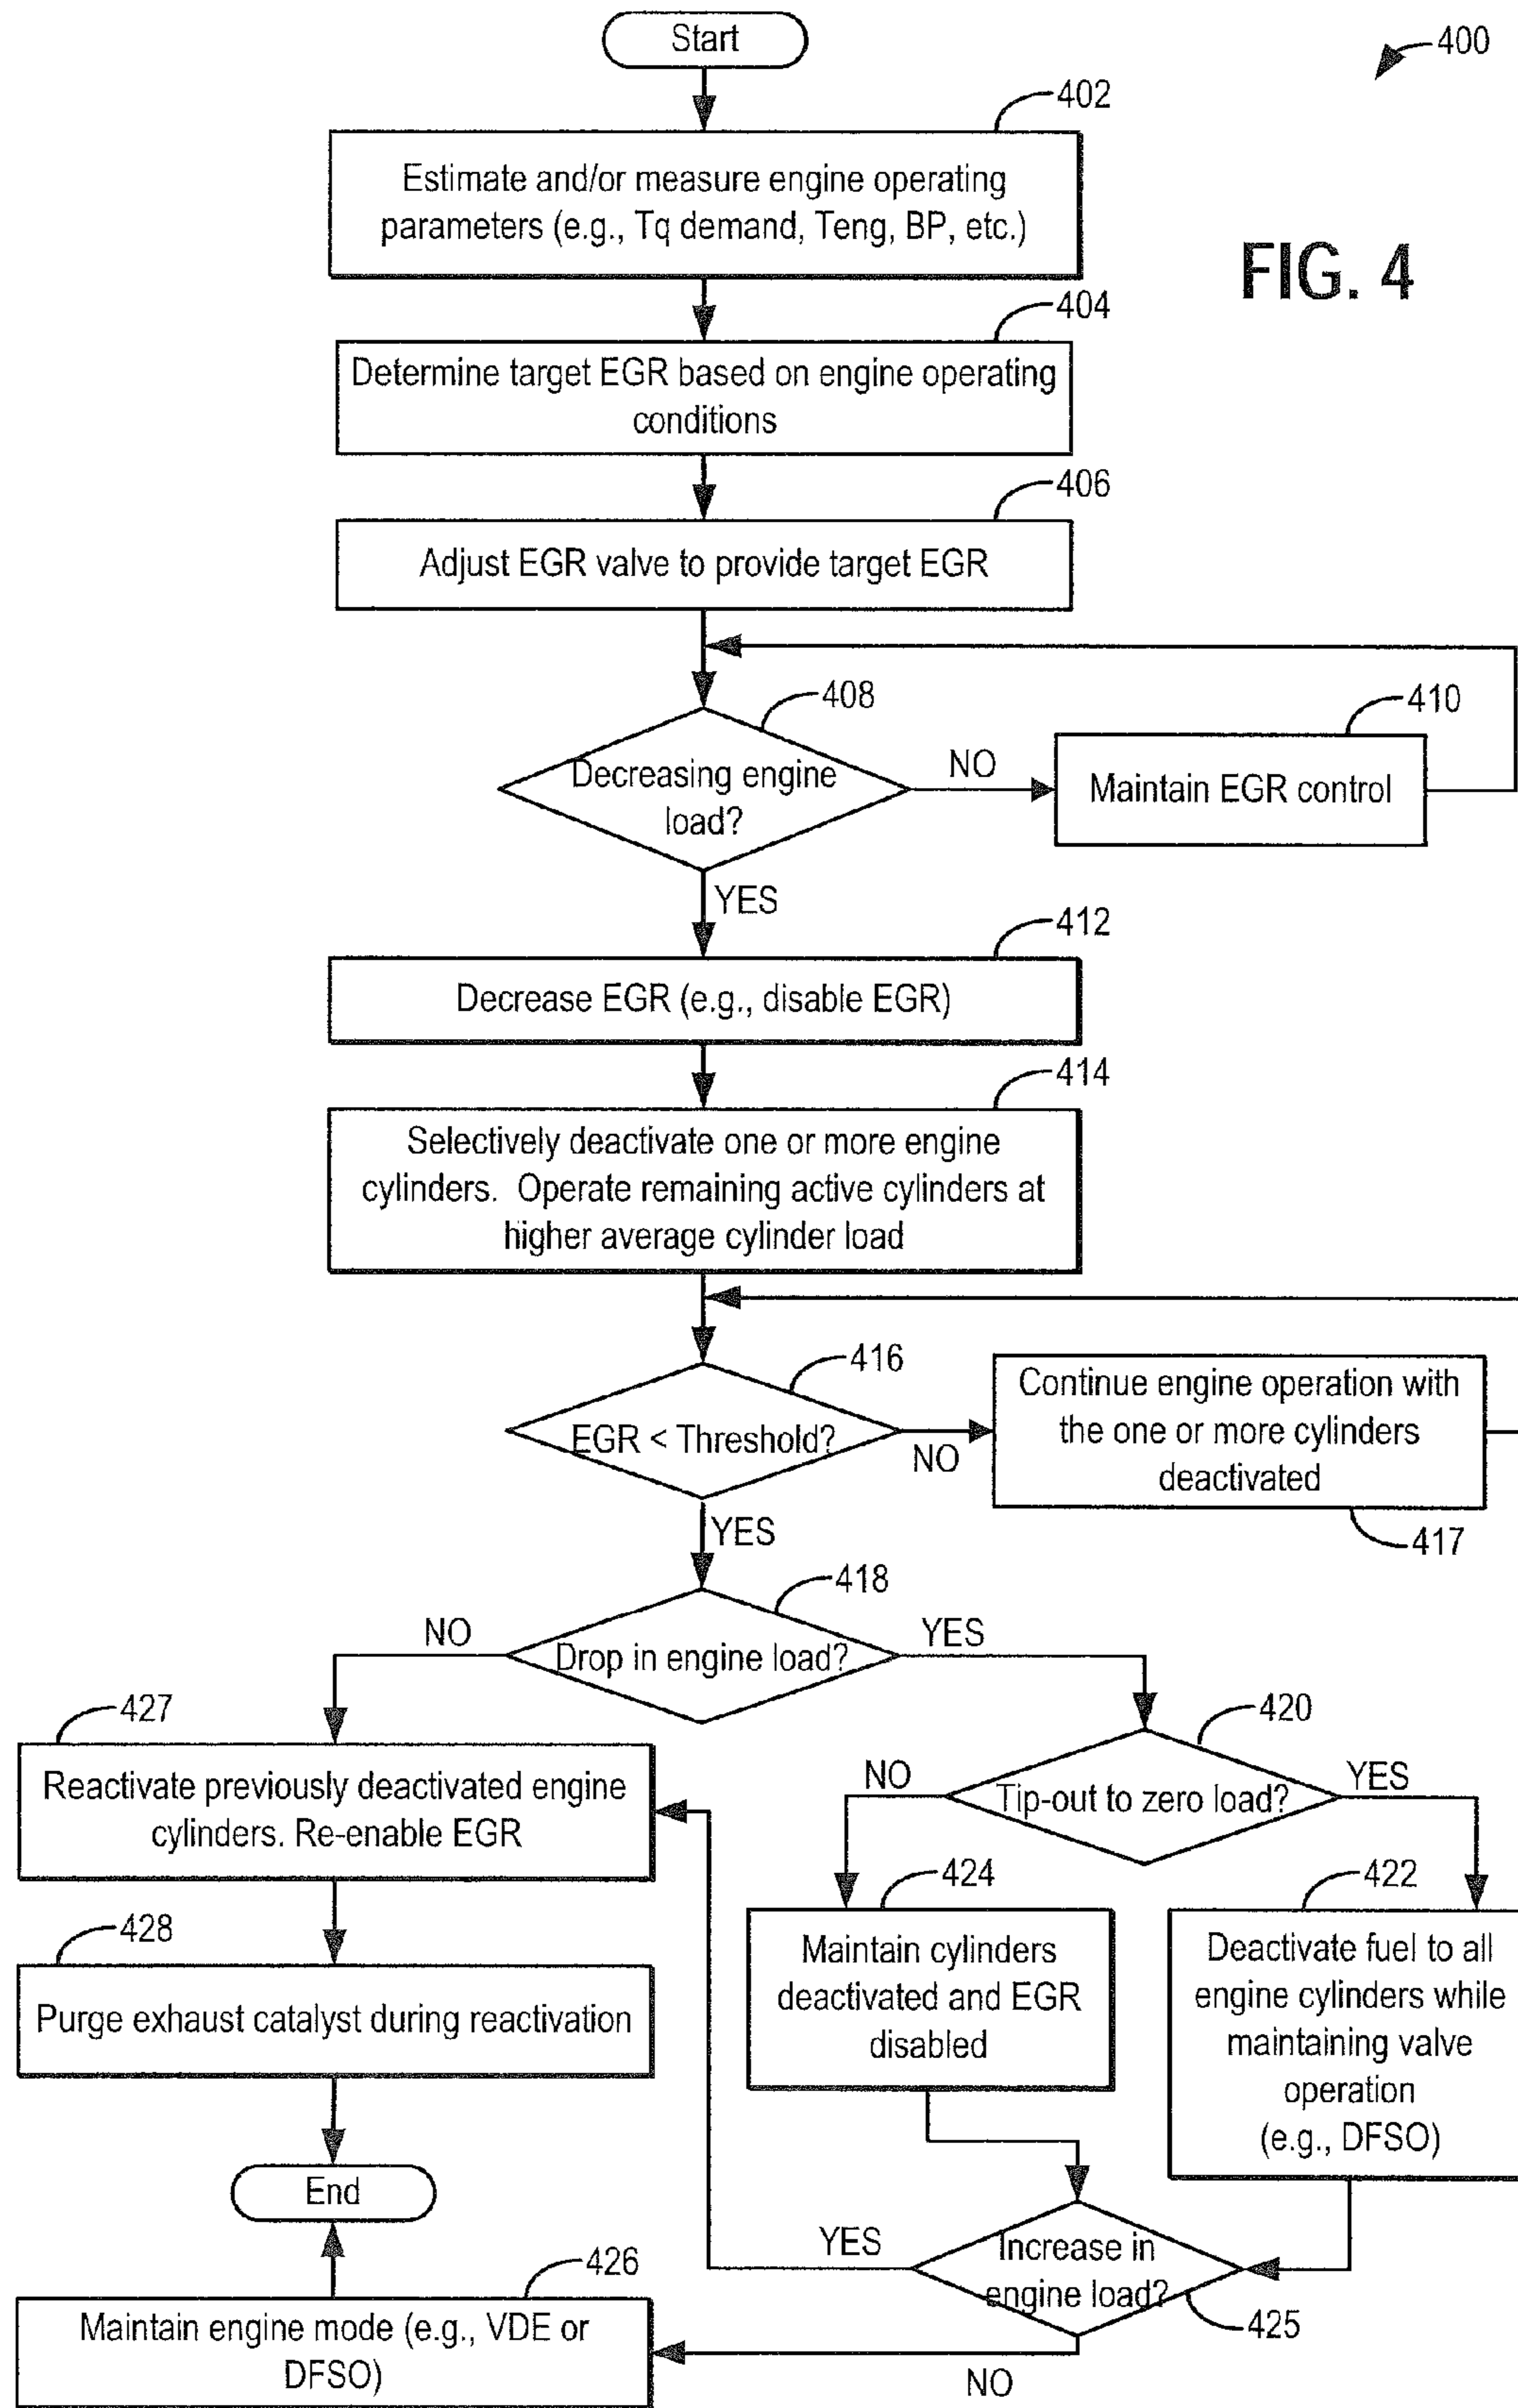 Start
400
402
Estimate and/or measure engine operating
parameters (e.g., Tq demand, Teng, BP, etc.)
FIG. 4
404
Determine target EGR based on engine operating
conditions
406
Adjust EGR valve to provide target EGR
408
Decreasing engine
load?
NO
410
Maintain EGR control
YES
412
Decrease EGR (e.g., disable EGR)
414
Selectively deactivate one or more engine
cylinders. Operate remaining active cylinders at
higher average cylinder load
416
EGR < Threshold?
NO
Continue engine operation with
the one or more cylinders
deactivated
417
YES
418
Drop in engine load?
NO
YES
427
Reactivate previously deactivated engine
cylinders. Re-enable EGR
420
Tip-out to zero load?
NO
YES
424
Maintain cylinders
deactivated and EGR
disabled
422
Deactivate fuel to all
engine cylinders while
maintaining valve
operation
(e.g., DFSO)
428
Purge exhaust catalyst during reactivation
End
YES
Increase in
engine load?
425
426
Maintain engine mode (e.g., VDE or
DFSO)
NO